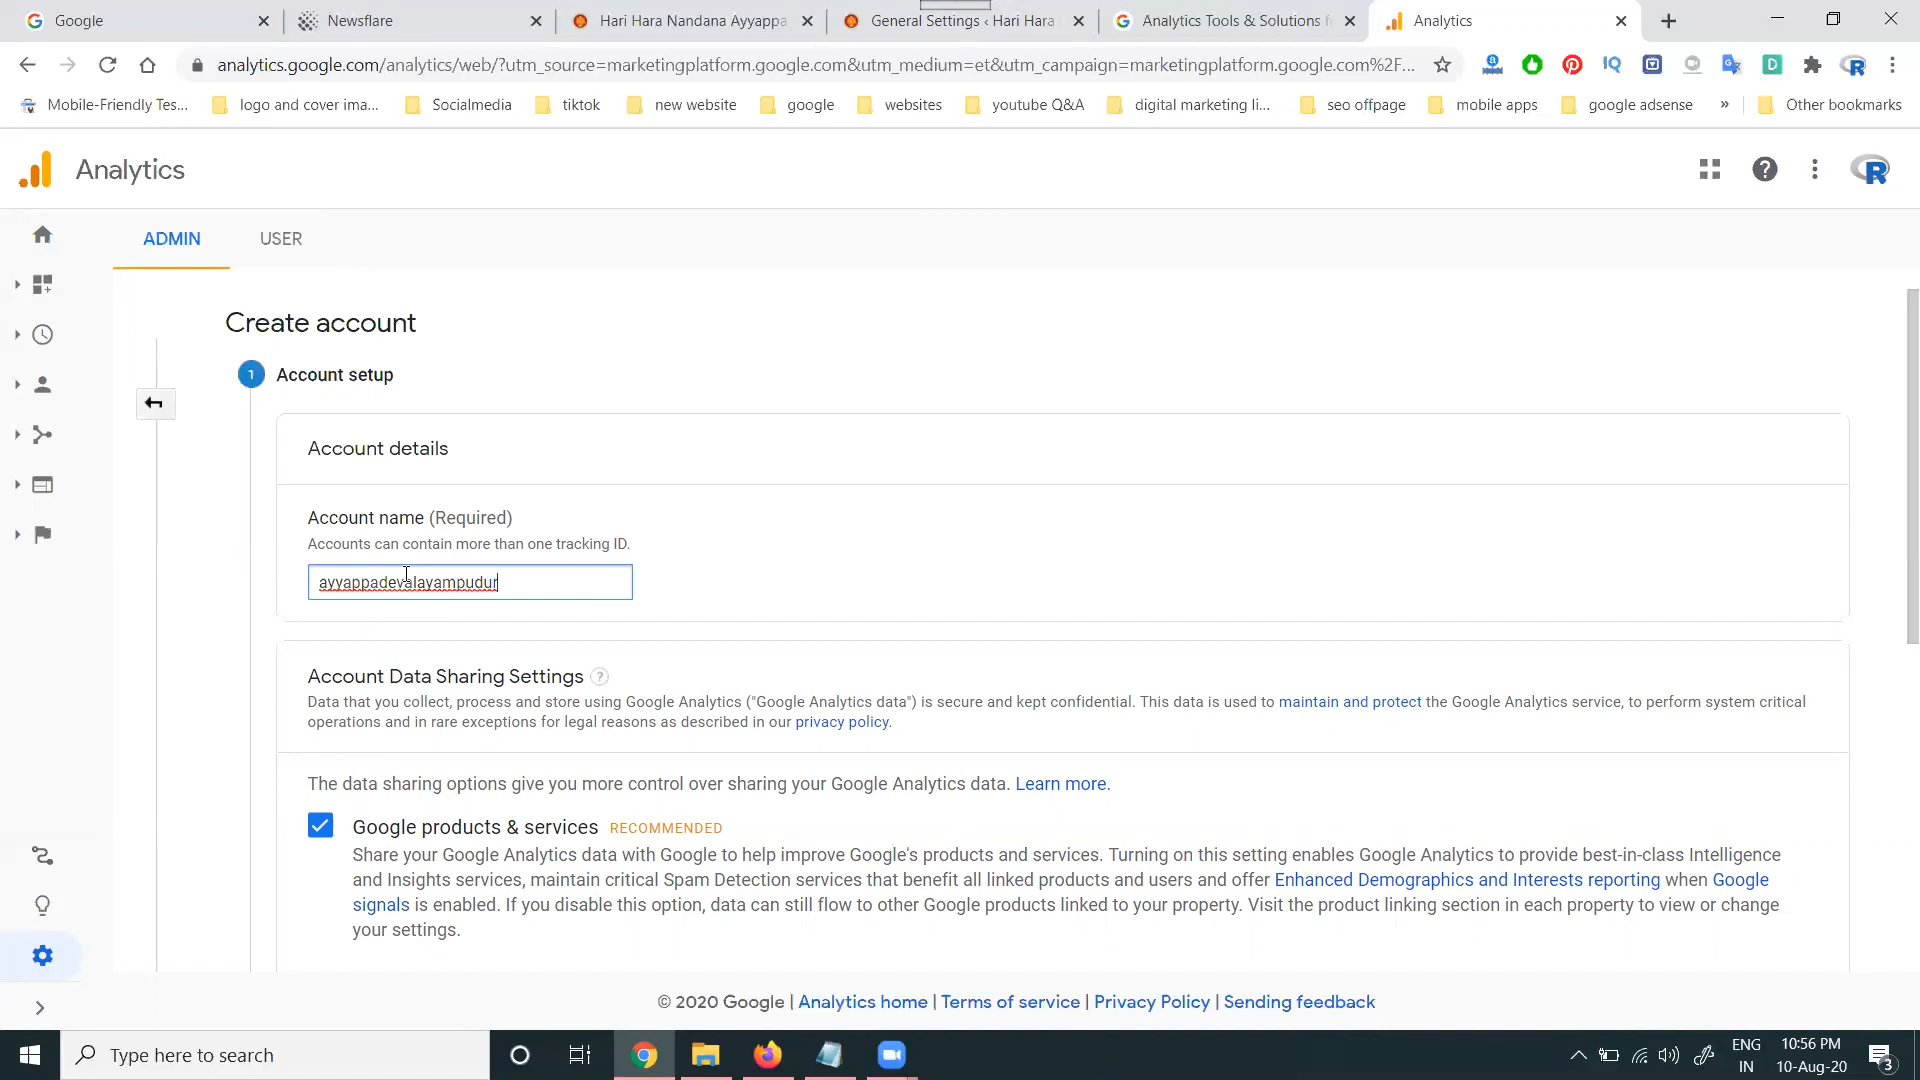 Google
Newsflare
Hari Hara Nandana Ayyappa
General Settings ‹ Hari Hara
Analytics Tools & Solutions f
Analytics
analytics.google.com/analytics/web/?utm_source=marketingplatform.google.com&utm_medium=et&utm_campaign=marketingplatform.google.com%2F...
Mobile-Friendly Tes...
logo and cover ima...
Socialmedia
tiktok
new website
google
websites
youtube Q&A
digital marketing li...
seo offpage
mobile apps
google adsense
»
Other bookmarks
Analytics
ADMIN
USER
Create account
1 Account setup
Account details
Account name (Required)
Accounts can contain more than one tracking ID.
ayyappadevalayampudur
Account Data Sharing Settings ?
Data that you collect, process and store using Google Analytics ("Google Analytics data") is secure and kept confidential. This data is used to maintain and protect the Google Analytics service, to perform system critical
operations and in rare exceptions for legal reasons as described in our privacy policy.
The data sharing options give you more control over sharing your Google Analytics data. Learn more.
Google products & services RECOMMENDED
Share your Google Analytics data with Google to help improve Google's products and services. Turning on this setting enables Google Analytics to provide best-in-class Intelligence
and Insights services, maintain critical Spam Detection services that benefit all linked products and users and offer Enhanced Demographics and Interests reporting when Google
signals is enabled. If you disable this option, data can still flow to other Google products linked to your property. Visit the product linking section in each property to view or change
your settings.
© 2020 Google | Analytics home | Terms of service | Privacy Policy | Sending feedback
Type here to search
ENG
IN
10:56 PM
10-Aug-20
3